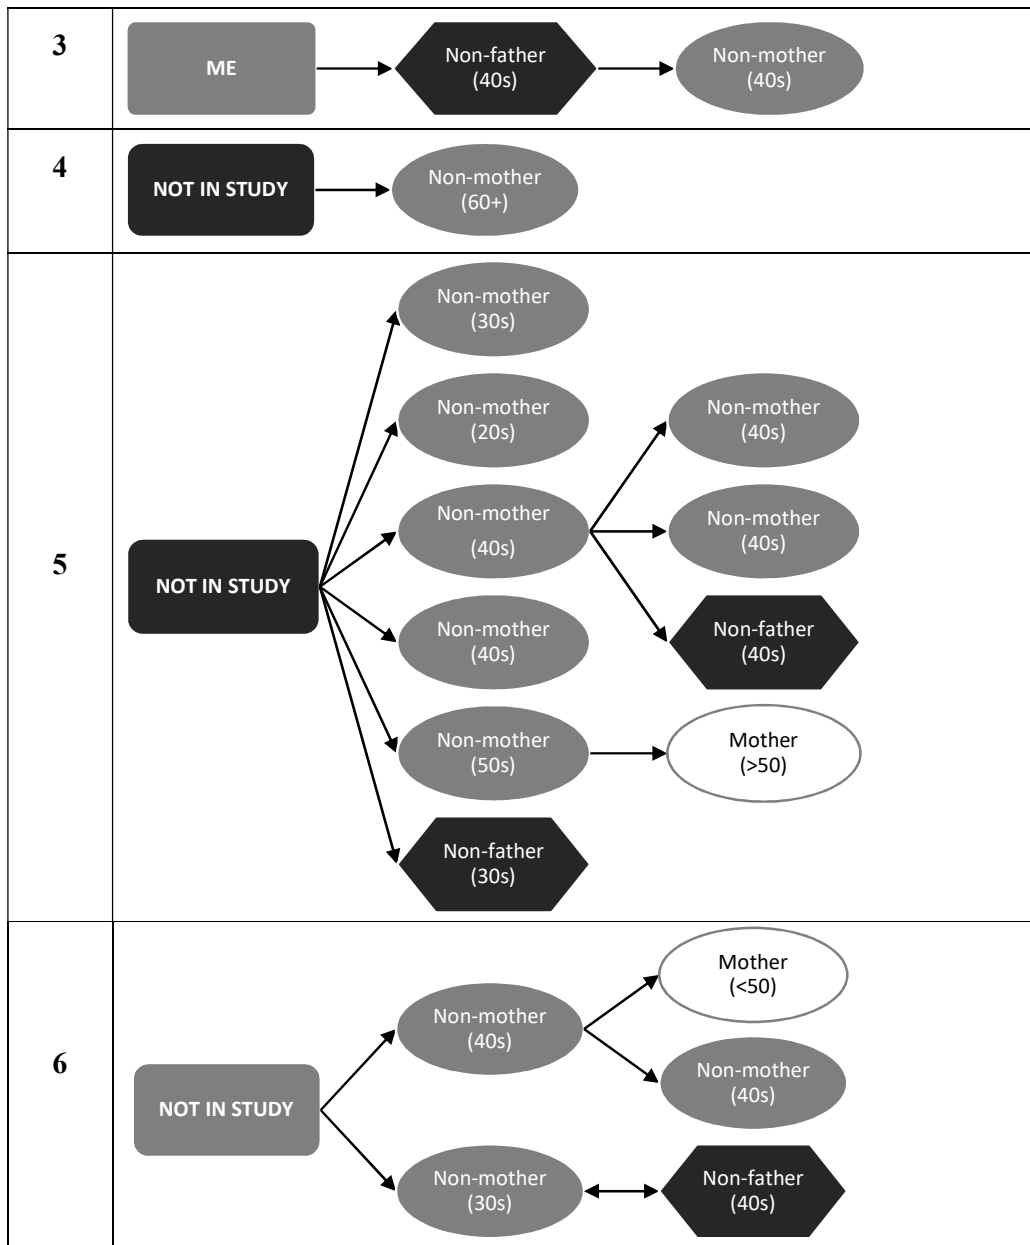 3
ME
Non-father
(40s)
Non-mother
(40s)
4
NOT IN STUDY
Non-mother
(60+)
5
NOT IN STUDY
Non-mother
(30s)
Non-mother
(20s)
Non-mother
(40s)
Non-mother
(40s)
Non-mother
(50s)
Non-father
(30s)
Non-mother
(40s)
Non-mother
(40s)
Non-father
(40s)
Mother
(>50)
6
NOT IN STUDY
Non-mother
(40s)
Non-mother
(30s)
Mother
(<50)
Non-mother
(40s)
Non-father
(40s)